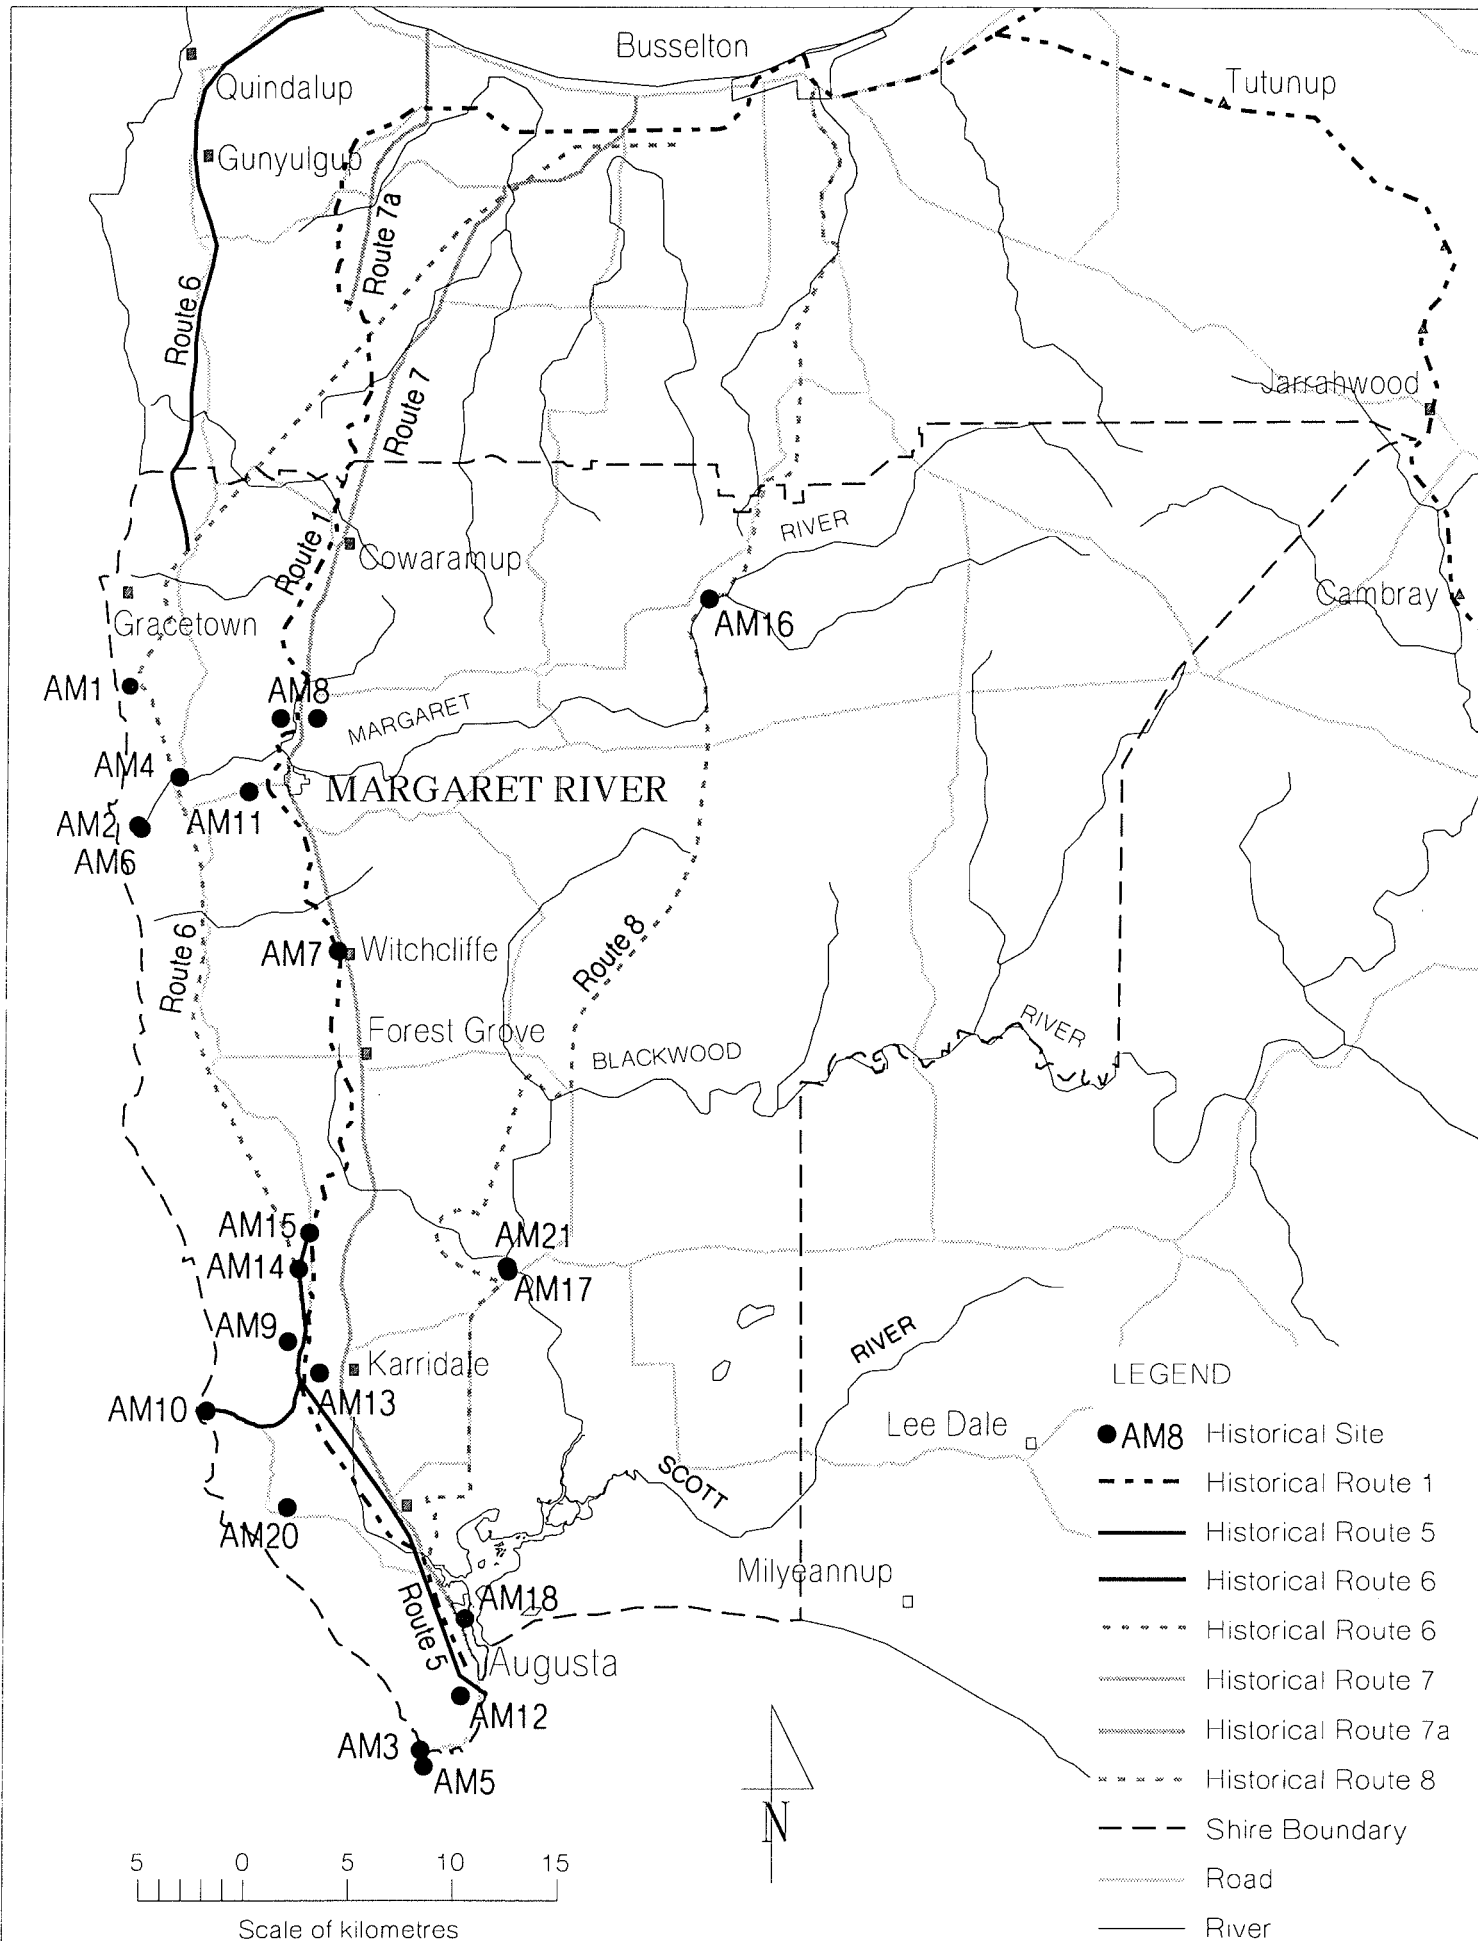 Busselton
Quindalup
Tutunup
Gunyulgup
Route 7a
Route 6
Route 7
Jarrahwood
Route 1
RIVER
Cowaramup
Gracetown
Cambray
AM16
AM1
AM8
MARGARET
AM4
MARGARET RIVER
AM2
AM11
AM6
Route 8
AM7
Witchcliffe
Route 6
Forest Grove
RIVER
BLACKWOOD
AM15
AM21
AM14
AM17
AM9
RIVER
Karridale
AM13
AM10
Lee Dale
SCOTT
AM20
Milyeannup
AM18
Route 5
Augusta
AM12
AM3
AM5
N
5 0 5 10 15
Scale of kilometres
LEGEND
AM8 Historical Site
Historical Route 1
Historical Route 5
Historical Route 6
Historical Route 6
Historical Route 7
Historical Route 7a
Historical Route 8
Shire Boundary
Road
River